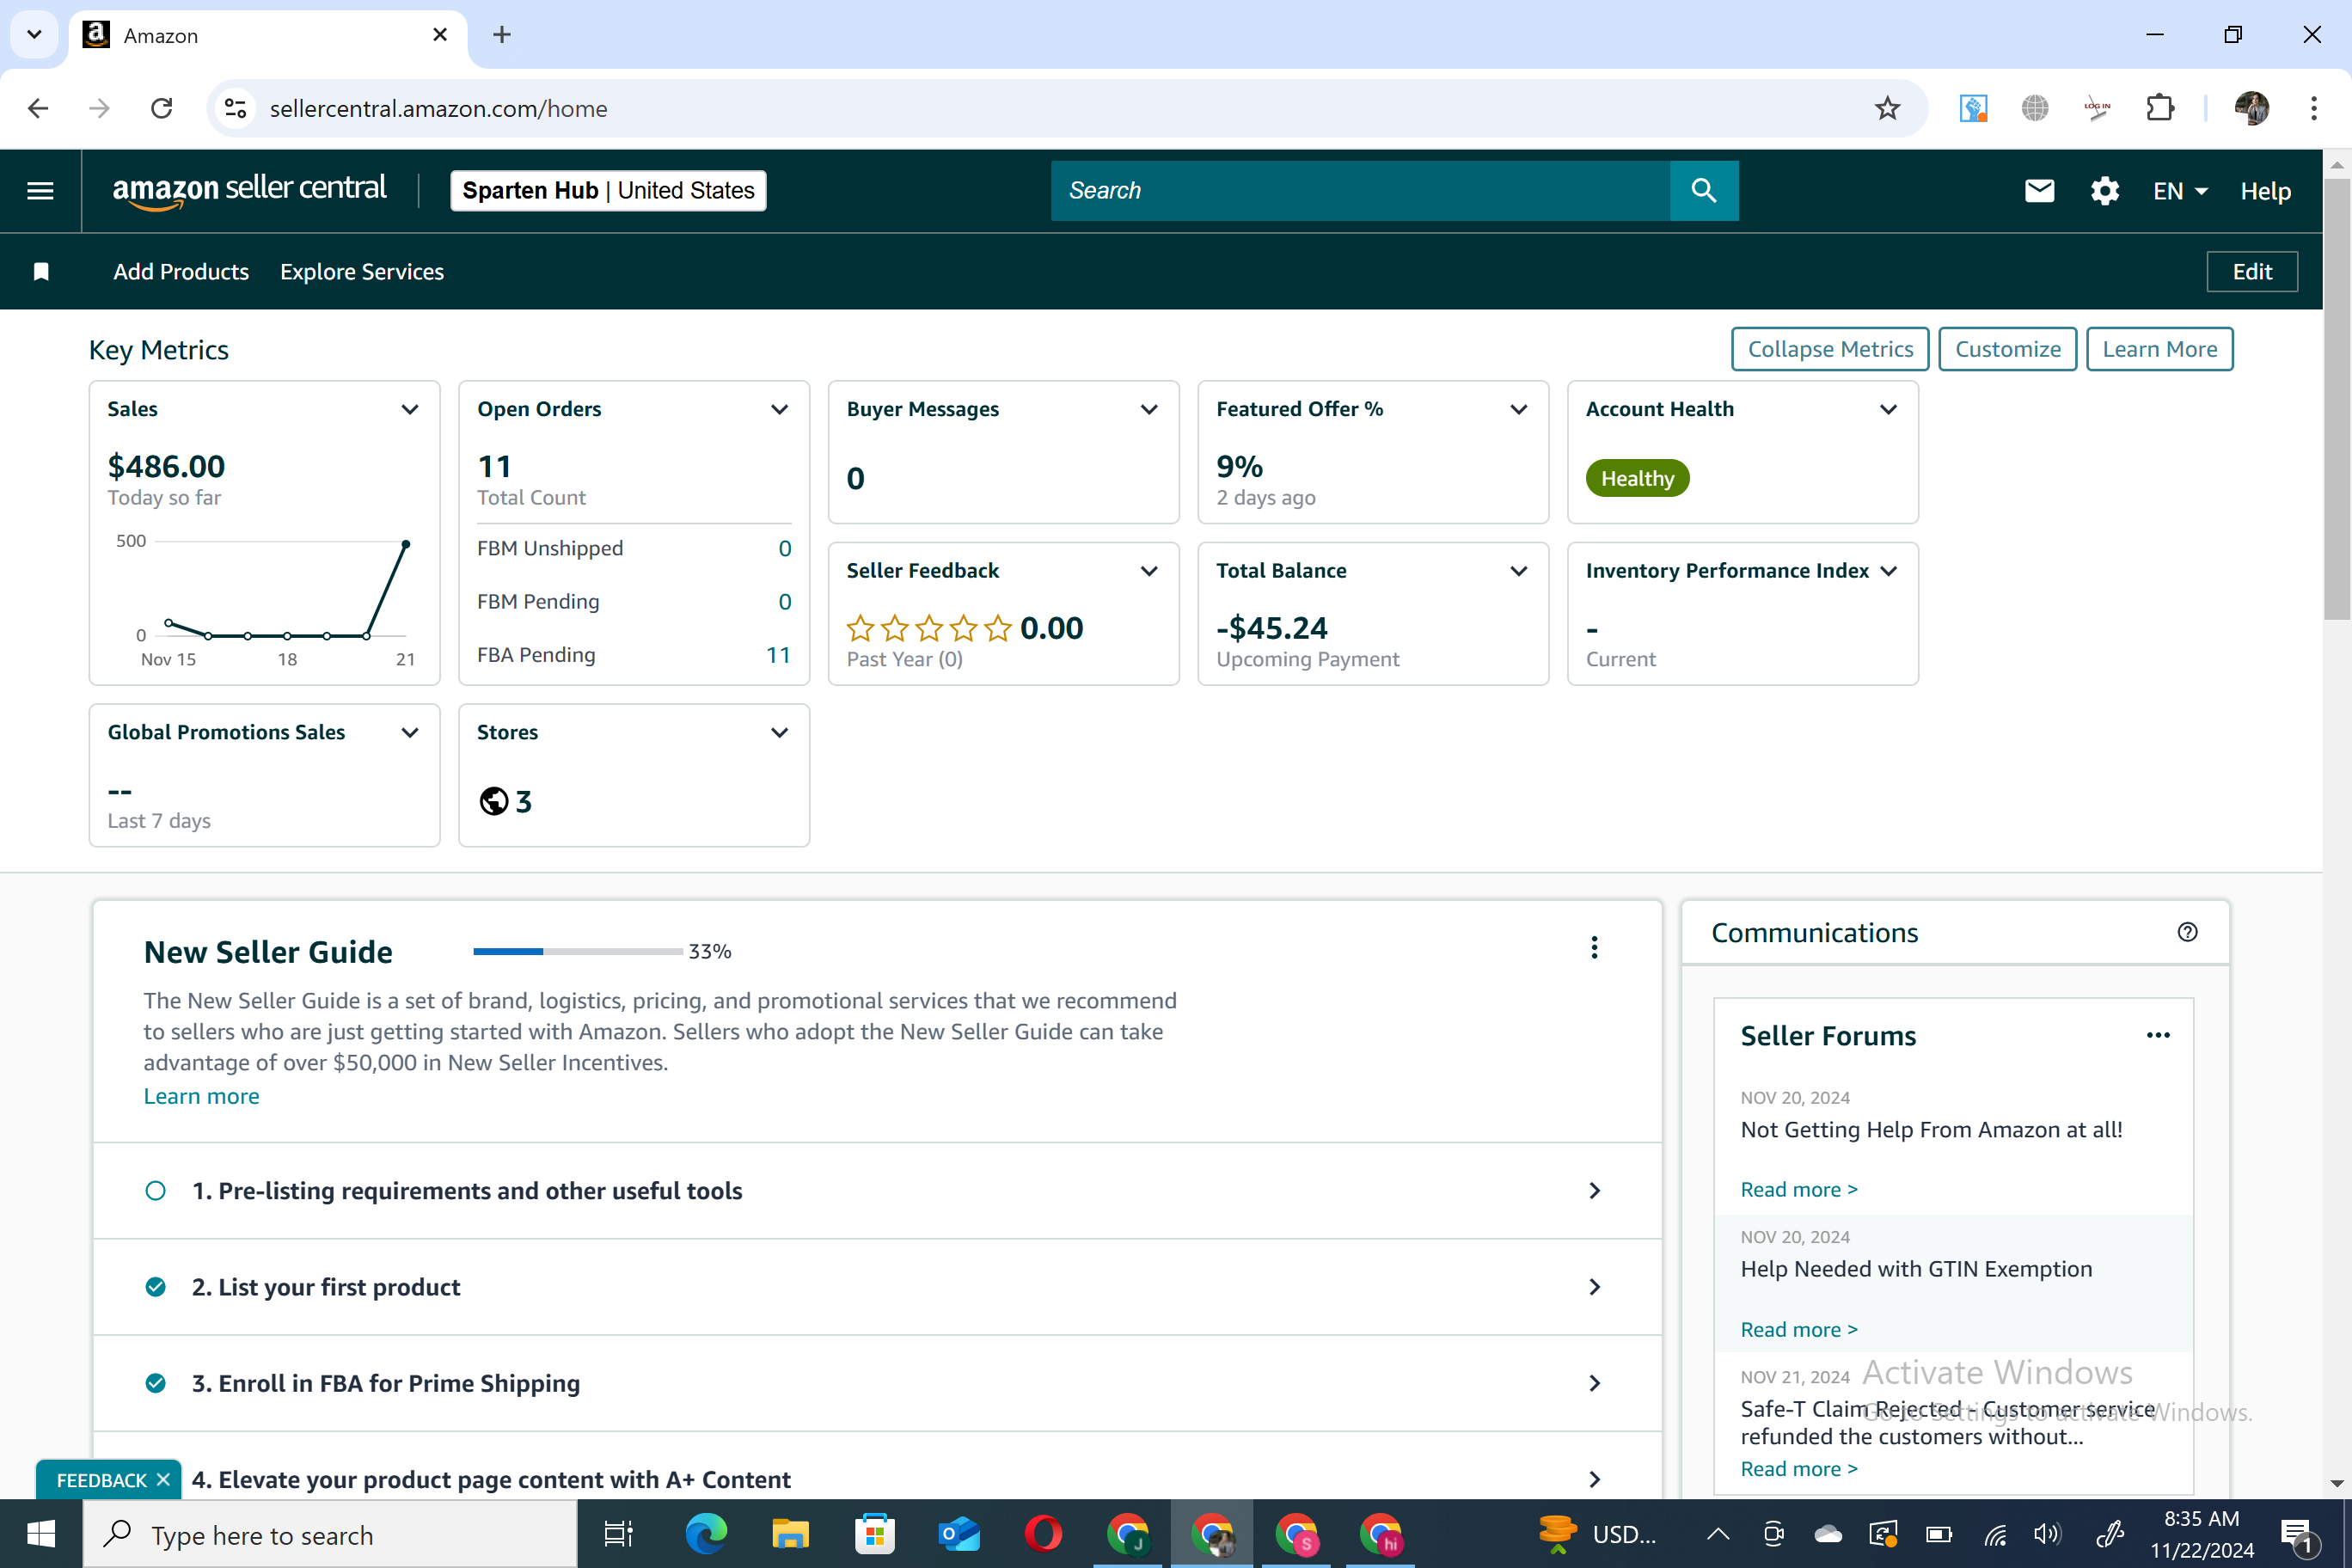 Amazon
sellercentral.amazon.com/home
LOG IN
amazon seller central
Sparten Hub | United States
Search
EN
Help
Add Products
Explore Services
Edit
Key Metrics
Collapse Metrics
Customize
Learn More
Sales
$486.00
Today so far
500
0
Nov 15
18
21
Open Orders
11
Total Count
FBM Unshipped 0
FBM Pending 0
FBA Pending 11
Buyer Messages
0
Featured Offer %
9%
2 days ago
Account Health
Healthy
Seller Feedback
0.00
Past Year (0)
Total Balance
-$45.24
Upcoming Payment
Inventory Performance Index
-
Current
Global Promotions Sales
--
Last 7 days
Stores
3
New Seller Guide
33%
The New Seller Guide is a set of brand, logistics, pricing, and promotional services that we recommend
to sellers who are just getting started with Amazon. Sellers who adopt the New Seller Guide can take
advantage of over $50,000 in New Seller Incentives.
Learn more
1. Pre-listing requirements and other useful tools
2. List your first product
3. Enroll in FBA for Prime Shipping
4. Elevate your product page content with A+ Content
Communications
Seller Forums
NOV 20, 2024
Not Getting Help From Amazon at all!
Read more >
NOV 20, 2024
Help Needed with GTIN Exemption
Read more >
NOV 21, 2024
Safe-T Claim Rejected - Customer service
refunded the customers without...
Read more >
Activate Windows
Go to Settings to activate Windows.
FEEDBACK
Type here to search
J
S
hi
USD...
8:35 AM
11/22/2024
1